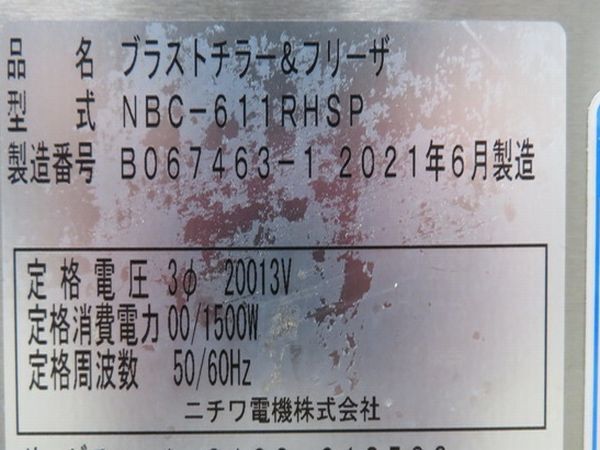 品名 ブラストチラー&フリーザ
型式 NBC-611RHSP
製造番号 B067463-1 2021年6月製造
定格電圧 3φ 20013V
定格消費電力 00/1500W
定格周波数 50/60Hz
ニチワ電機株式会社